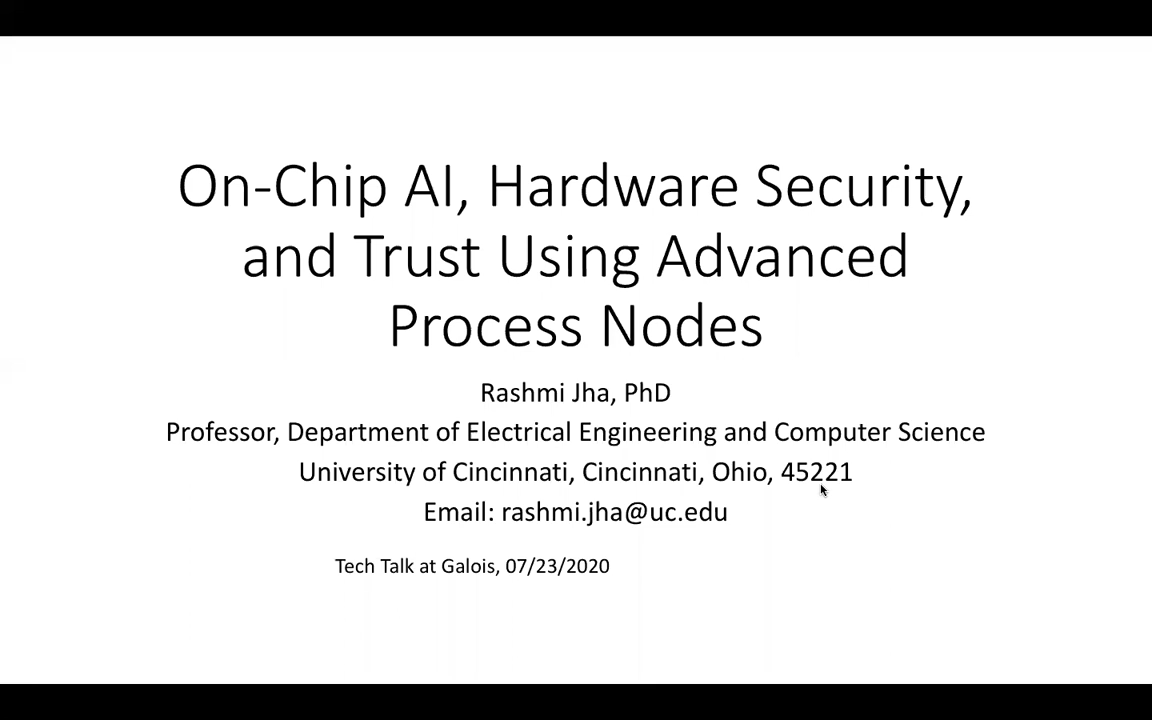 On-Chip AI, Hardware Security,
and Trust Using Advanced
Process Nodes
Rashmi Jha, PhD
Professor, Department of Electrical Engineering and Computer Science
University of Cincinnati, Cincinnati, Ohio, 45221
Email: rashmi.jha@uc.edu
Tech Talk at Galois, 07/23/2020